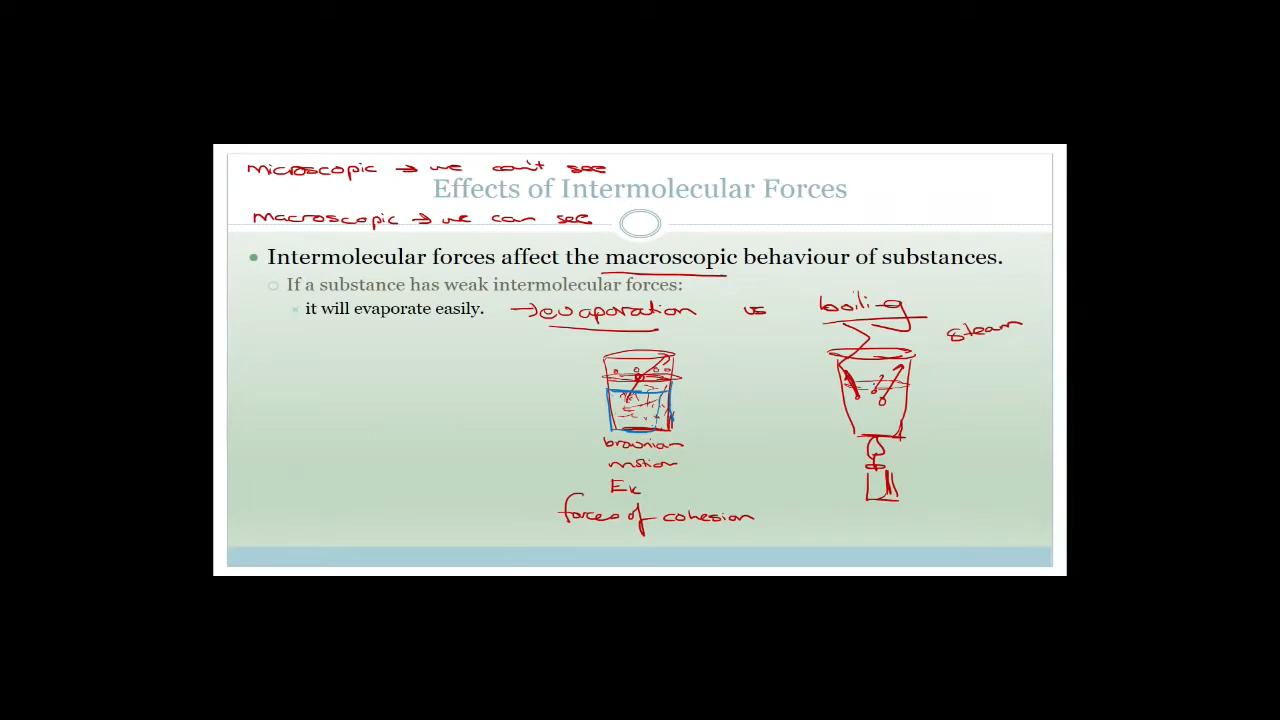 microscopic → we can't see
Effects of Intermolecular Forces
macroscopic → we can see
Intermolecular forces affect the macroscopic behaviour of substances.
If a substance has weak intermolecular forces:
it will evaporate easily. → evaporation vs boiling
steam
brownian
motion
Ek
forces of cohesion